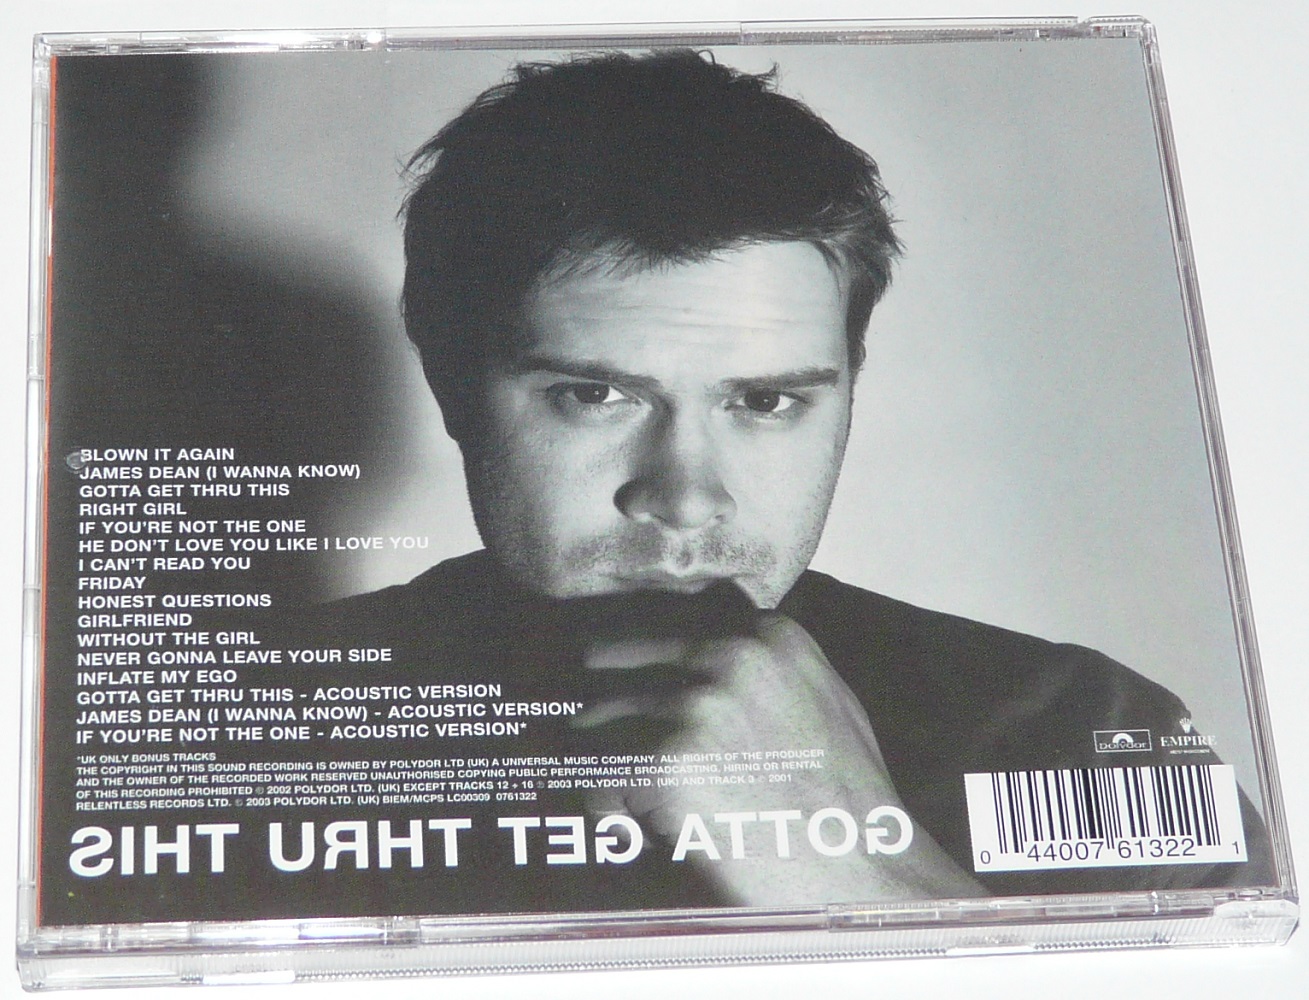 BLOWN IT AGAIN
JAMES DEAN (I WANNA KNOW)
GOTTA GET THRU THIS
RIGHT GIRL
IF YOU'RE NOT THE ONE
HE DON'T LOVE YOU LIKE I LOVE YOU
I CAN'T READ YOU
FRIDAY
HONEST QUESTIONS
GIRLFRIEND
WITHOUT THE GIRL
NEVER GONNA LEAVE YOUR SIDE
INFLATE MY EGO
GOTTA GET THRU THIS - ACOUSTIC VERSION
JAMES DEAN (I WANNA KNOW) - ACOUSTIC VERSION*
IF YOU'RE NOT THE ONE - ACOUSTIC VERSION*
*UK ONLY BONUS TRACKS
THE COPYRIGHT IN THIS SOUND RECORDING IS OWNED BY POLYDOR LTD (UK) A UNIVERSAL MUSIC COMPANY. ALL RIGHTS OF THE PRODUCER
AND THE OWNER OF THE RECORDED WORK RESERVED UNAUTHORISED COPYING PUBLIC PERFORMANCE BROADCASTING, HIRING OR RENTAL
OF THIS RECORDING PROHIBITED ℗ 2002 POLYDOR LTD. (UK) EXCEPT TRACKS 12 + 16 ℗ 2003 POLYDOR LTD. (UK) AND TRACK 3 ℗ 2001
RELENTLESS RECORDS LTD. © 2003 POLYDOR LTD. (UK) BIEM/MCPS LC00309 0761322
GOTTA GET THRU THIS
Polydor
EMPIRE
0 44007 61322 1